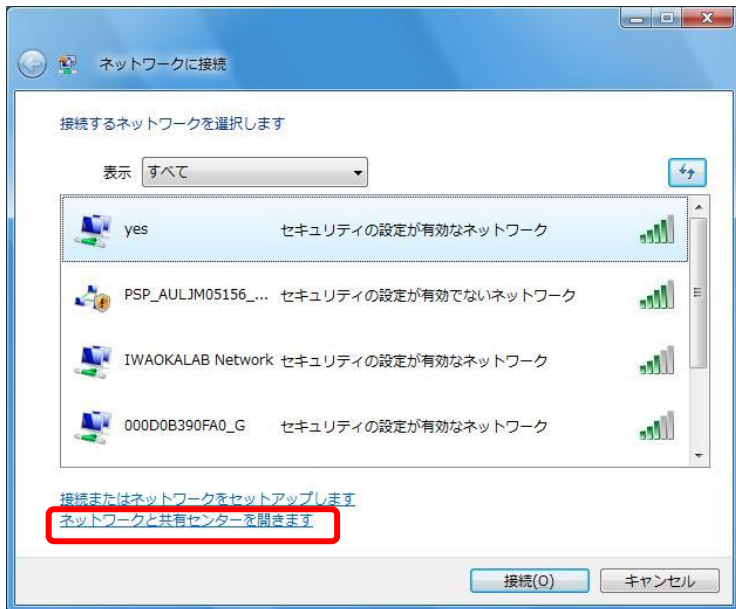 ネットワークに接続
接続するネットワークを選択します
表示 すべて
yes セキュリティの設定が有効なネットワーク
PSP_AULJM05156_... セキュリティの設定が有効でないネットワーク
IWAOKALAB Network セキュリティの設定が有効なネットワーク
000D0B390FA0_G セキュリティの設定が有効なネットワーク
接続またはネットワークをセットアップします
ネットワークと共有センターを開きます
接続(O) キャンセル